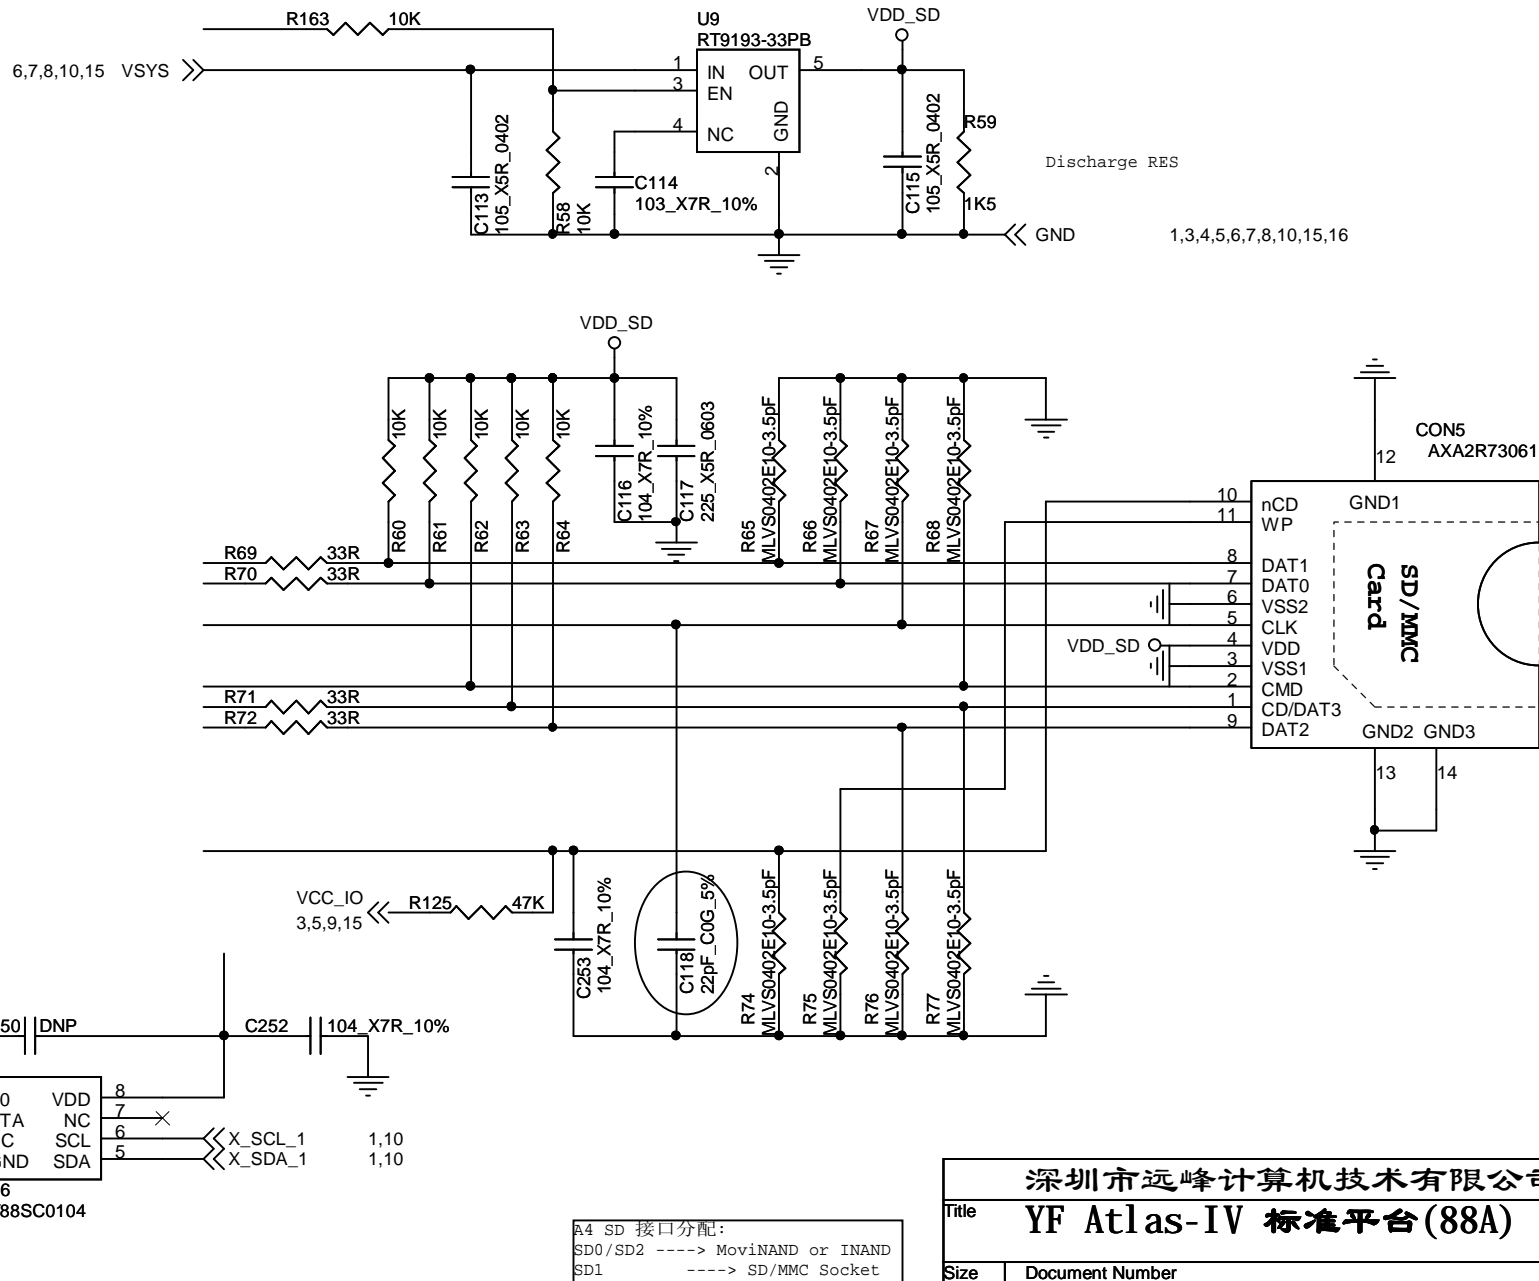 R163 10K
U9
RT9193-33PB
VDD_SD
6,7,8,10,15 VSYS
1 IN OUT 5
3 EN
4 NC
GND
2
C113
105_X5R_0402
R58
10K
C114
103_X7R_10%
C115
105_X5R_0402
R59
1K5
Discharge RES
GND 1,3,4,5,6,7,8,10,15,16
VDD_SD
R60 10K
R61 10K
R62 10K
R63 10K
R64 10K
C116
104_X7R_10%
C117
225_X5R_0603
R65
MLVS0402E10-3.5pF
R66
MLVS0402E10-3.5pF
R67
MLVS0402E10-3.5pF
R68
MLVS0402E10-3.5pF
CON5
AXA2R73061
12
GND1
10 nCD
11 WP
8 DAT1
7 DAT0
6 VSS2
5 CLK
VDD_SD 4 VDD
3 VSS1
2 CMD
1 CD/DAT3
9 DAT2
SD/MMC
Card
GND2 GND3
13 14
R69 33R
R70 33R
R71 33R
R72 33R
VCC_IO
3,5,9,15
R125 47K
C253
104_X7R_10%
C118
22pF_C0G_5%
R74
MLVS0402E10-3.5pF
R75
MLVS0402E10-3.5pF
R76
MLVS0402E10-3.5pF
R77
MLVS0402E10-3.5pF
50 DNP
C252 104_X7R_10%
0 VDD 8
TA NC 7
C SCL 6 X_SCL_1 1,10
ND SDA 5 X_SDA_1 1,10
6
88SC0104
A4 SD 接口分配:
SD0/SD2 ----> MoviNAND or INAND
SD1 ----> SD/MMC Socket
深圳市远峰计算机技术有限公司
Title
YF Atlas-IV 标准平台(88A)
Size Document Number